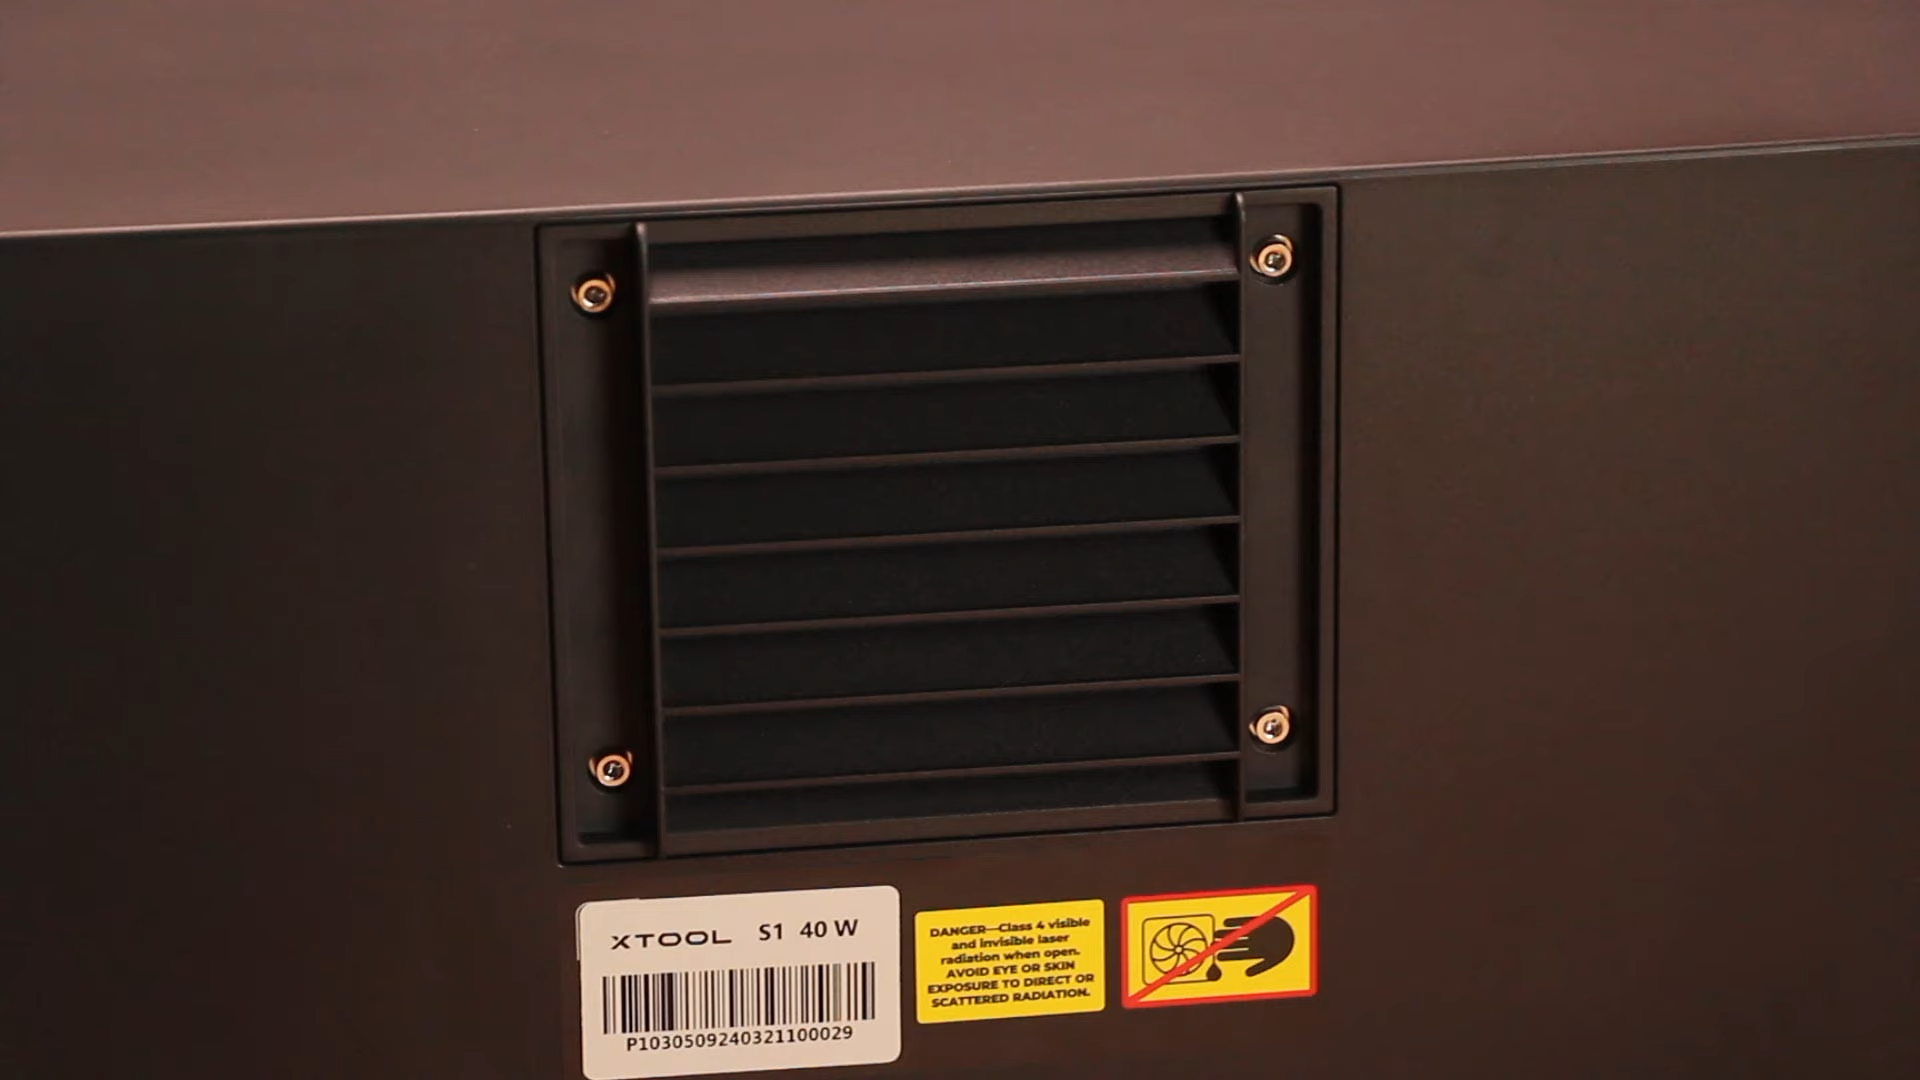 XTOOL S1 40 W
P1030509240321100029
DANGER—Class 4 visible
and invisible laser
radiation when open.
AVOID EYE OR SKIN
EXPOSURE TO DIRECT OR
SCATTERED RADIATION.